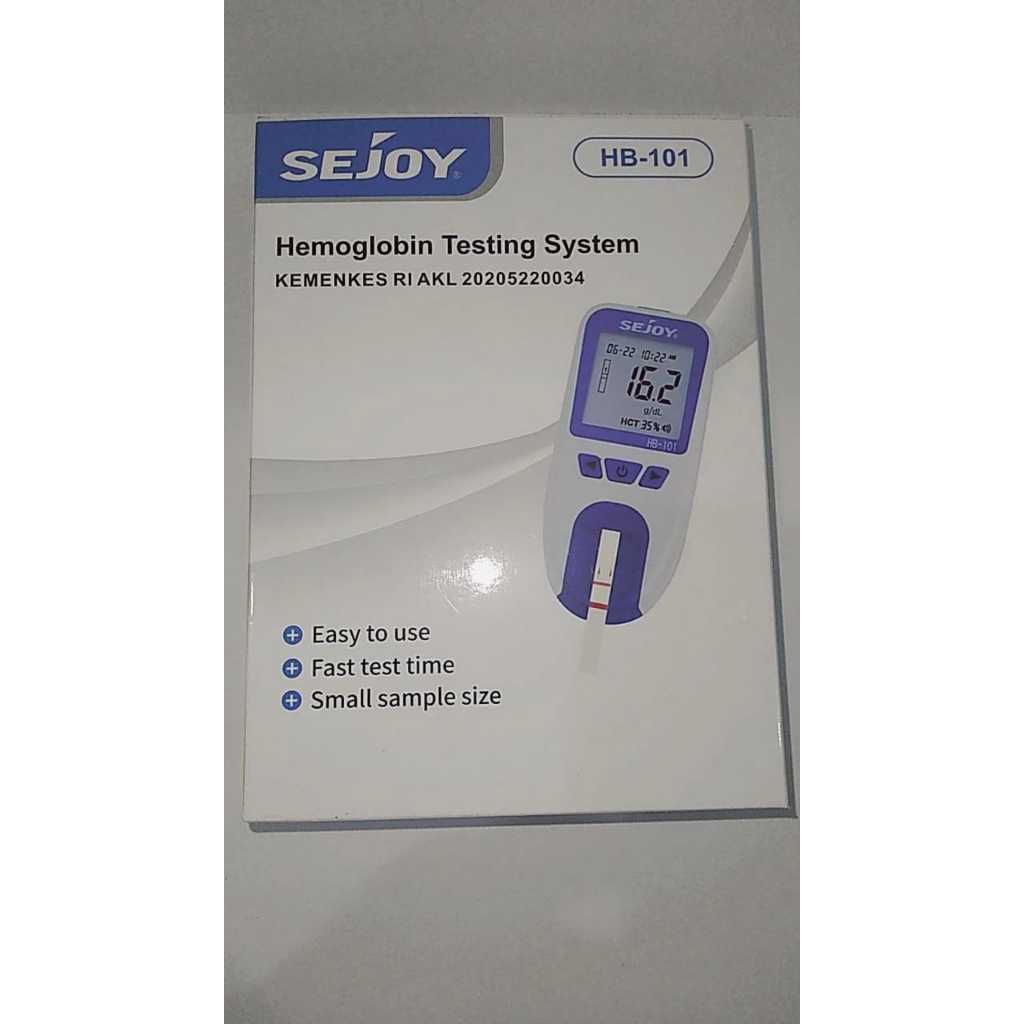 SEJOY®
HB-101
Hemoglobin Testing System
KEMENKES RI AKL 20205220034
SEJOY®
06-22 10:22 AM
16.2
g/dL
HCT 35%
HB-101
Easy to use
Fast test time
Small sample size